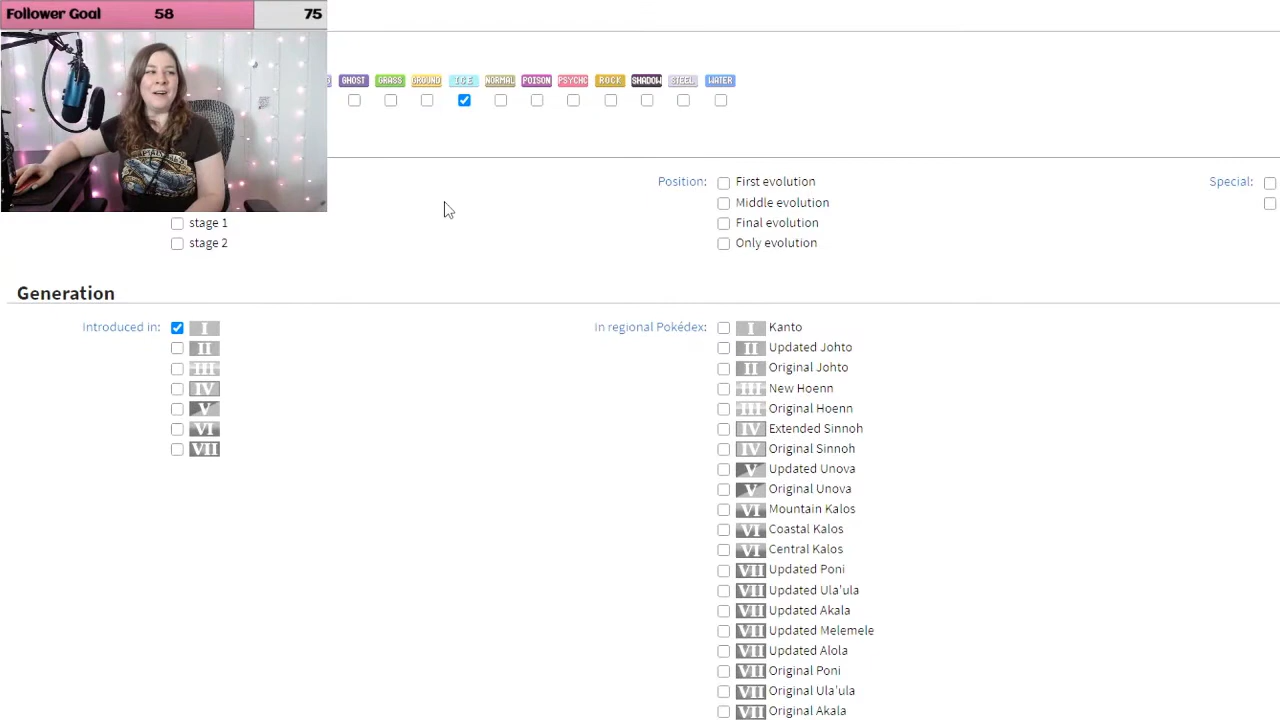 Follower Goal 58 75
GHOST GRASS GROUND ICE NORMAL POISON PSYCHC ROCK SHADOW STEEL WATER
Position: First evolution Special:
Middle evolution
stage 1 Final evolution
stage 2 Only evolution
Generation
Introduced in: I In regional Pokédex: I Kanto
II II Updated Johto
III II Original Johto
IV III New Hoenn
V III Original Hoenn
VI IV Extended Sinnoh
VII IV Original Sinnoh
V Updated Unova
V Original Unova
VI Mountain Kalos
VI Coastal Kalos
VI Central Kalos
VII Updated Poni
VII Updated Ula'ula
VII Updated Akala
VII Updated Melemele
VII Updated Alola
VII Original Poni
VII Original Ula'ula
VII Original Akala